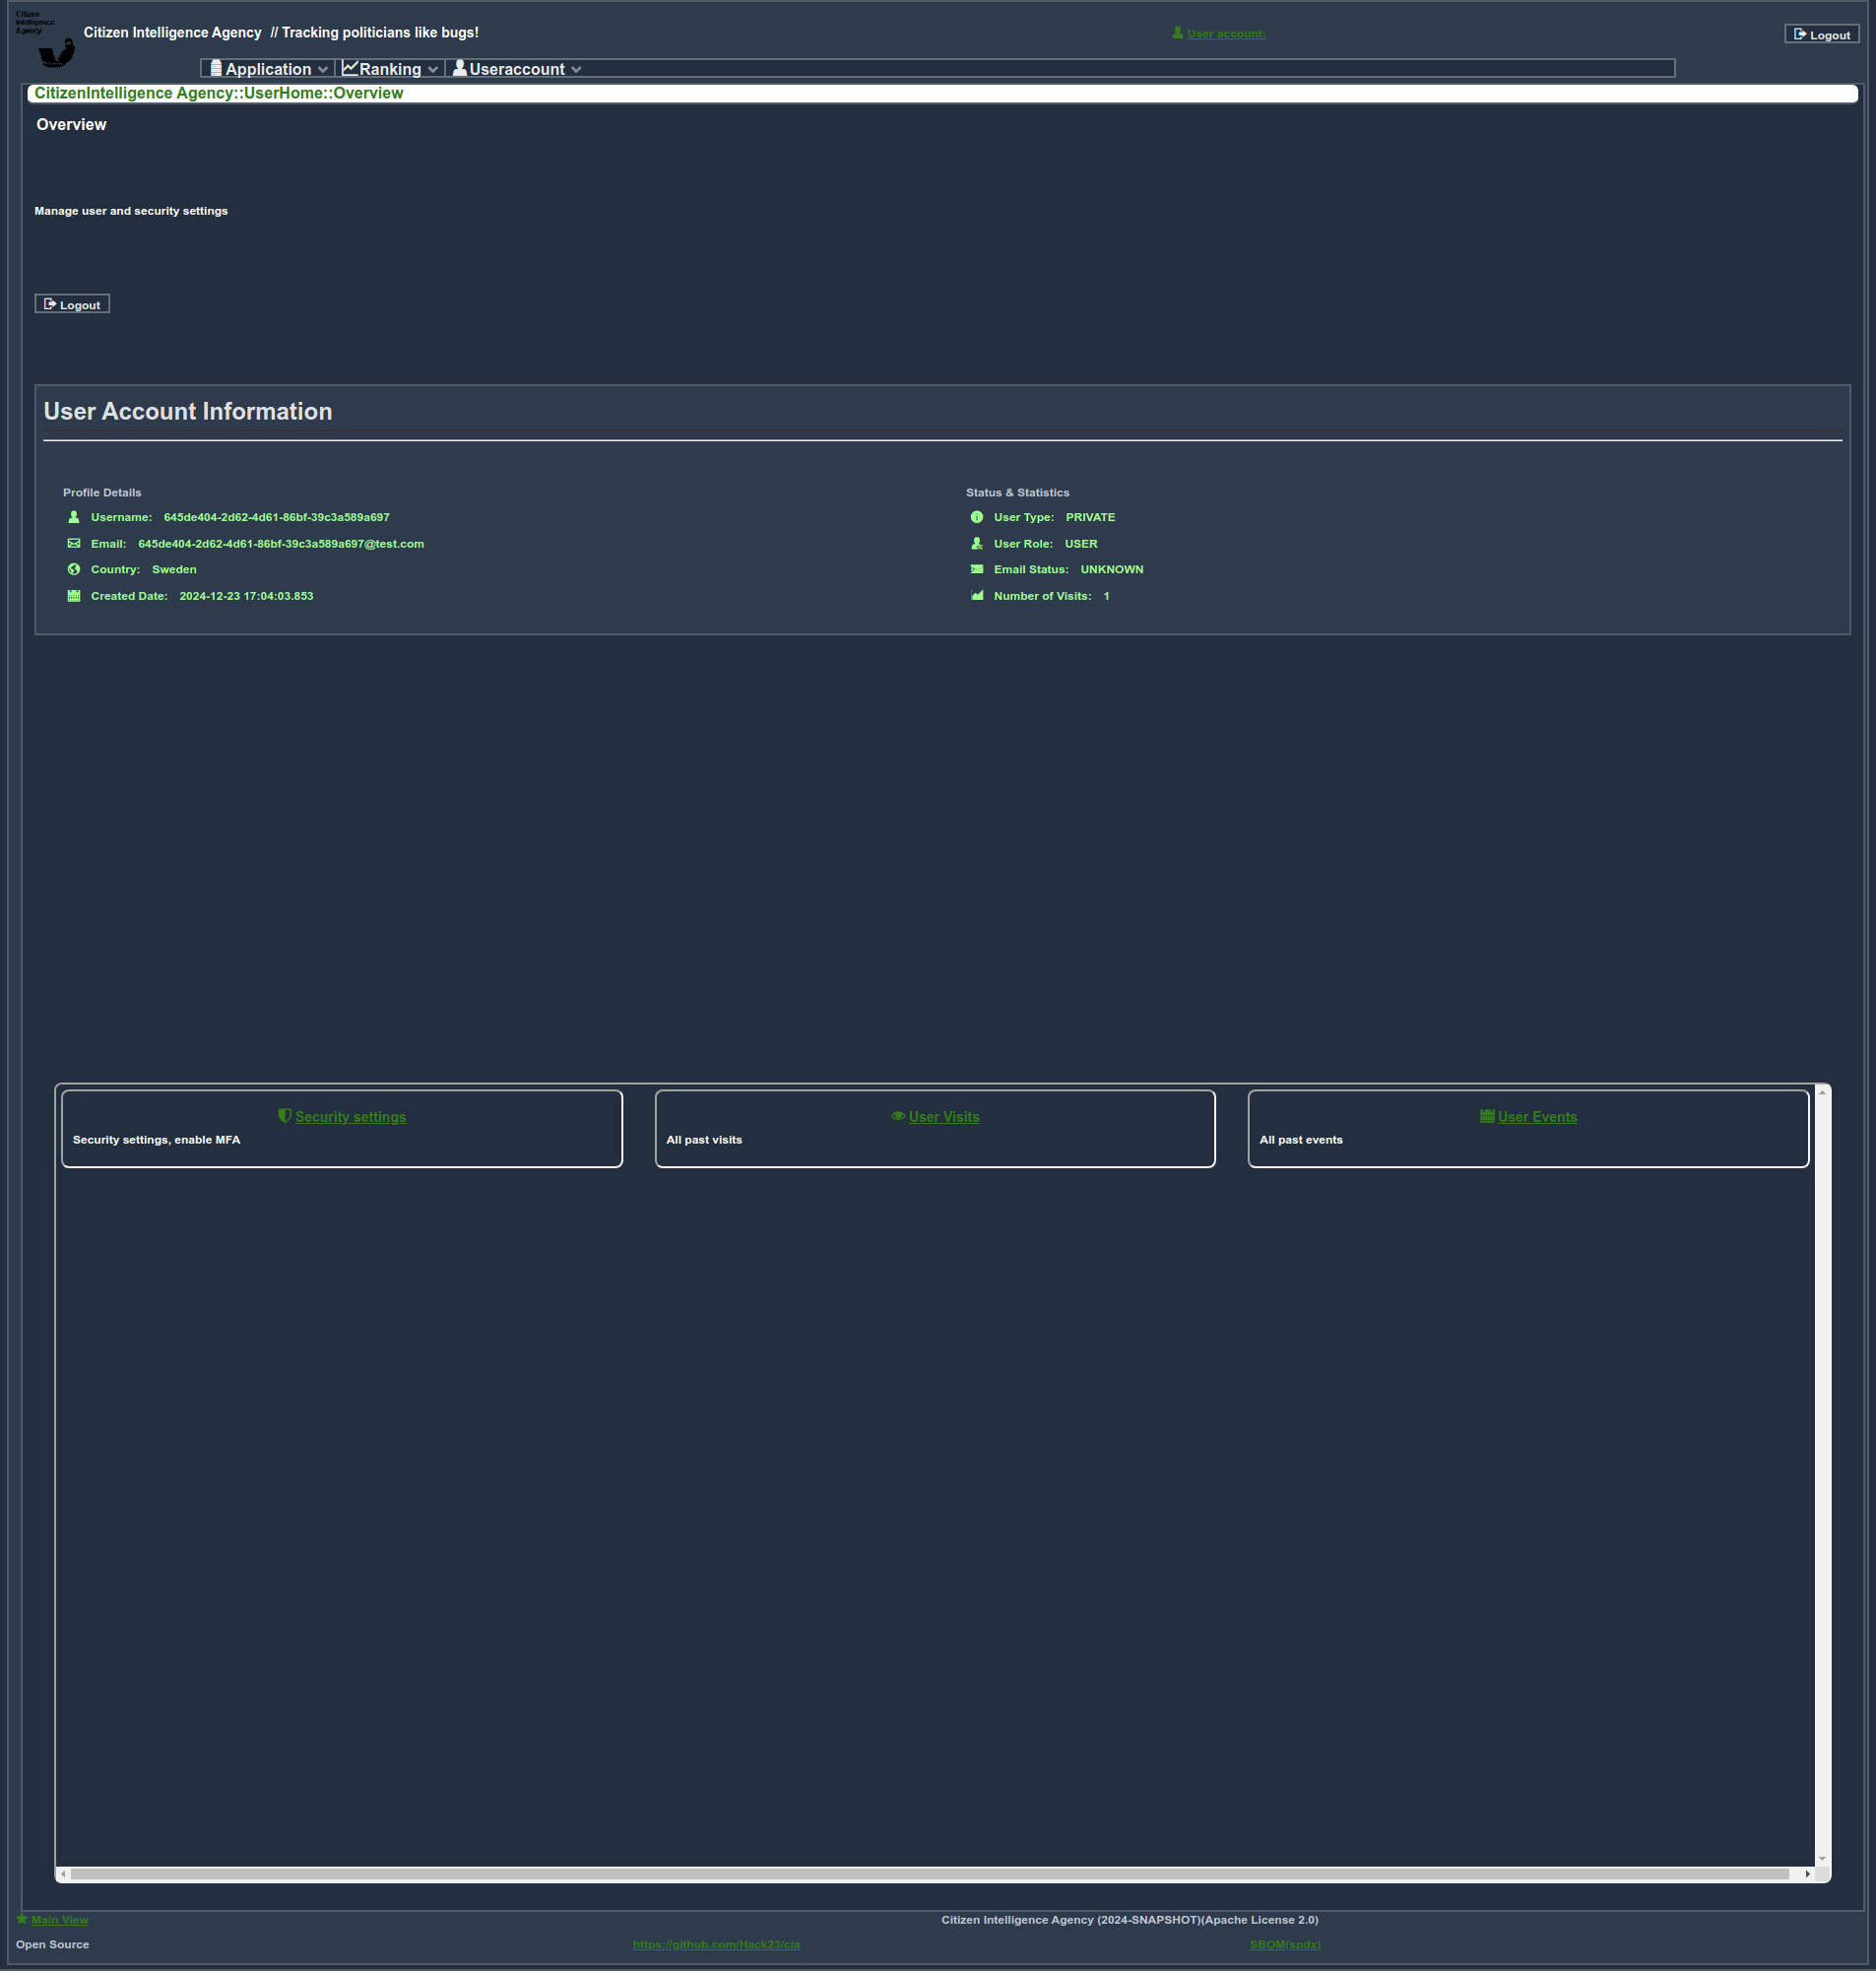 Citizen
Intelligence
Agency
Citizen Intelligence Agency // Tracking politicians like bugs!
User account:
Logout
Application Ranking Useraccount
CitizenIntelligence Agency::UserHome::Overview
Overview
Manage user and security settings
Logout
User Account Information
Profile Details
Username: 645de404-2d62-4d61-86bf-39c3a589a697
Email: 645de404-2d62-4d61-86bf-39c3a589a697@test.com
Country: Sweden
Created Date: 2024-12-23 17:04:03.853
Status & Statistics
User Type: PRIVATE
User Role: USER
Email Status: UNKNOWN
Number of Visits: 1
Security settings
Security settings, enable MFA
User Visits
All past visits
User Events
All past events
Main View
Citizen Intelligence Agency (2024-SNAPSHOT)(Apache License 2.0)
Open Source
https://github.com/Hack23/cia
SBOM(spdx)